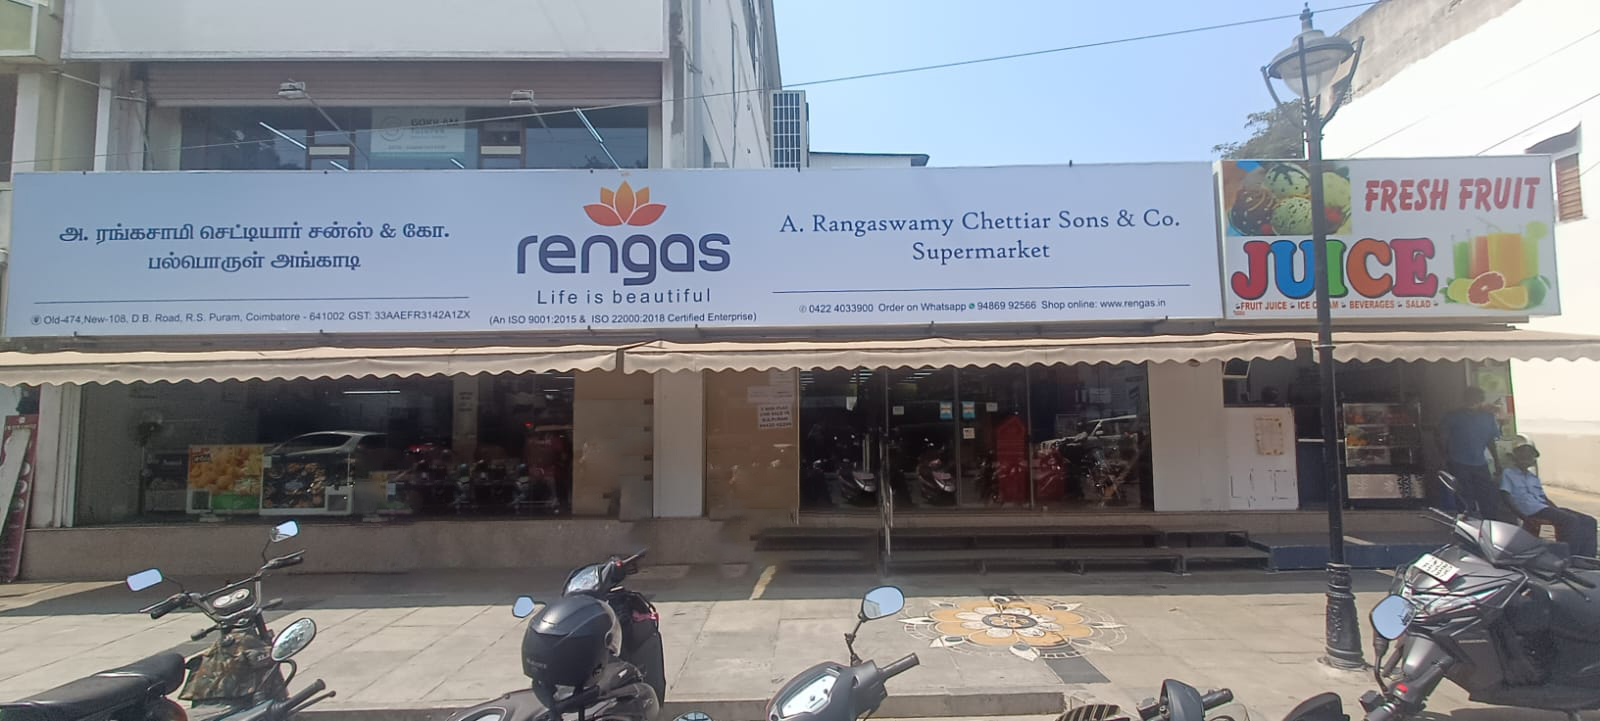 GOKULAM
அ. ரங்கசாமி செட்டியார் சன்ஸ் & கோ.
பல்பொருள் அங்காடி
Old-474,New-108, D.B. Road, R.S. Puram, Coimbatore - 641002 GST: 33AAEFR3142A1ZX
rengas
Life is beautiful
(An ISO 9001:2015 & ISO 22000:2018 Certified Enterprise)
A. Rangaswamy Chettiar Sons & Co.
Supermarket
0422 4033900 Order on Whatsapp 94869 92566 Shop online: www.rengas.in
FRESH FRUIT
JUICE
FRUIT JUICE ICE CREAM BEVERAGES SALAD